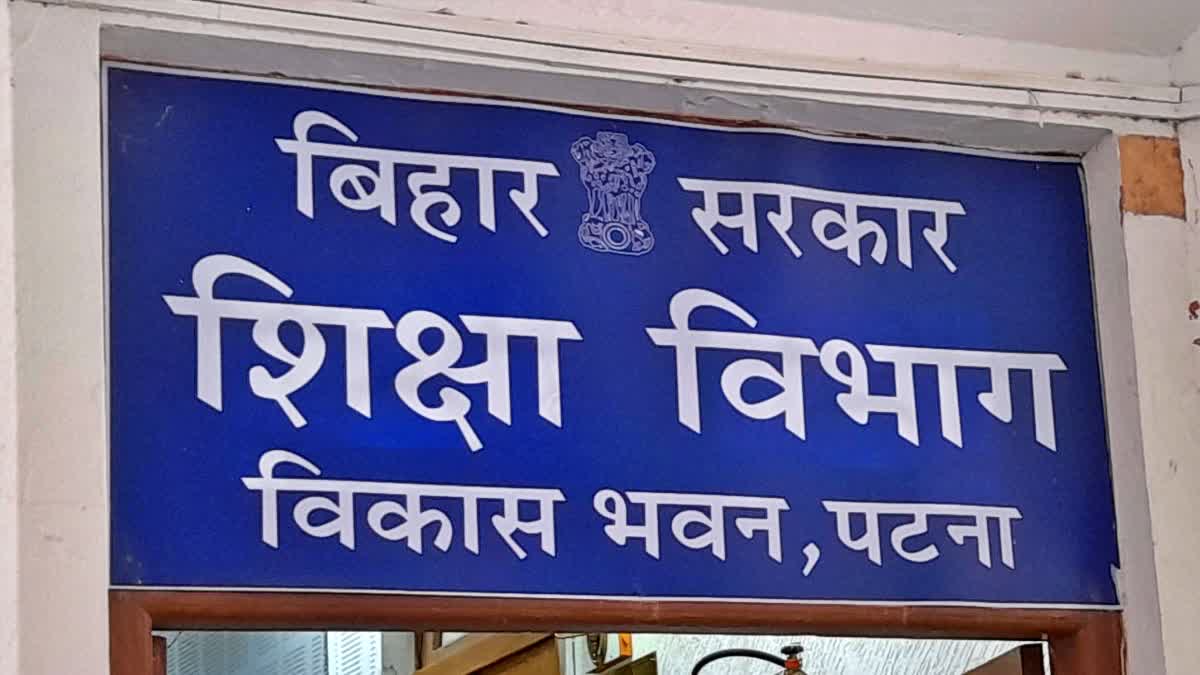 बिहार सरकार
शिक्षा विभाग
विकास भवन, पटना